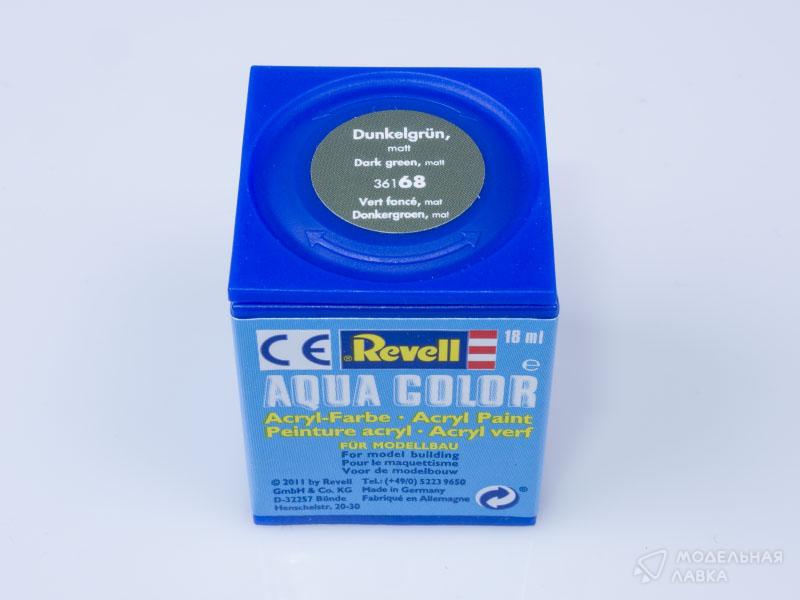 Dunkelgrün,
matt
Dark green, matt
36168
Vert foncé, mat
Donkergroen, mat
CE
Revell
18 ml
e
AQUA COLOR
Acryl-Farbe · Acryl Paint
Peinture acryl · Acryl verf
FÜR MODELLBAU
For model building
Pour le maquettisme
Voor de modelbouw
© 2011 by Revell
GmbH & Co. KG
D-32257 Bünde
Henschelstr. 20-30
Tel.: (+49/0) 5223 9650
Made in Germany
Fabriqué en Allemagne
®
МОДЕЛЬНАЯ
ЛАВКА